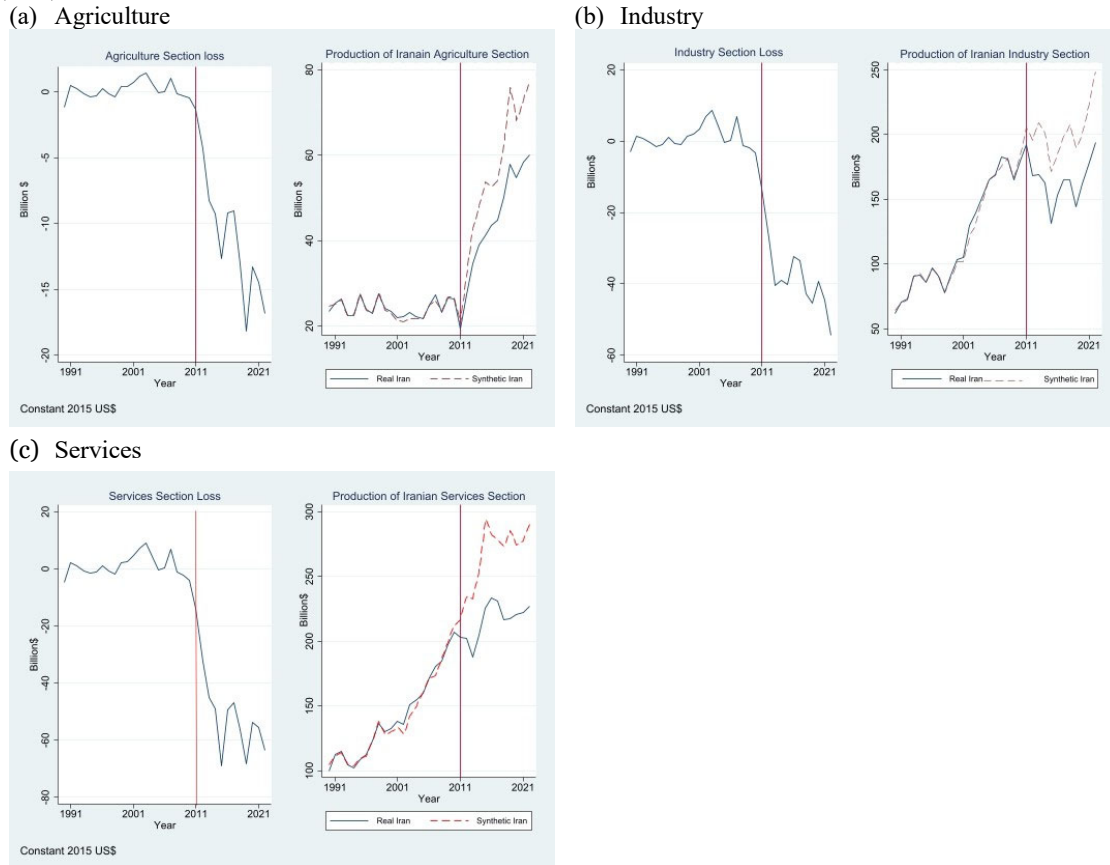 (a) Agriculture
(b) Industry
Agriculture Section loss
Production of Iranain Agriculture Section
Billion $
0
-5
-10
-15
-20
1991
2001
2011
2021
Year
Billion $
80
60
40
20
1991
2001
2011
2021
Year
Real Iran
Synthetic Iran
Constant 2015 US$
Industry Section Loss
Production of Iranian Industry Section
Billion$
20
0
-20
-40
-60
1991
2001
2011
2021
Year
Billion$
250
200
150
100
50
1991
2001
2011
2021
Year
Real Iran
Synthetic Iran
Constant 2015 US$
(c) Services
Services Section Loss
Production of Iranian Services Section
Billion$
20
0
-20
-40
-60
-80
1991
2001
2011
2021
Year
Billion$
300
250
200
150
100
1991
2001
2011
2021
Year
Real Iran
Synthetic Iran
Constant 2015 US$